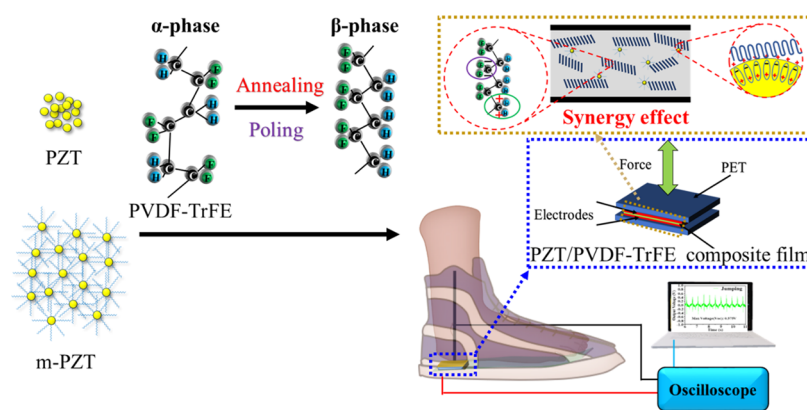 α-phase
β-phase
Annealing
Poling
PZT
PVDF-TrFE
m-PZT
Synergy effect
Force
PET
Electrodes
PZT/PVDF-TrFE composite film
Jumping
Oscilloscope
H
F
C